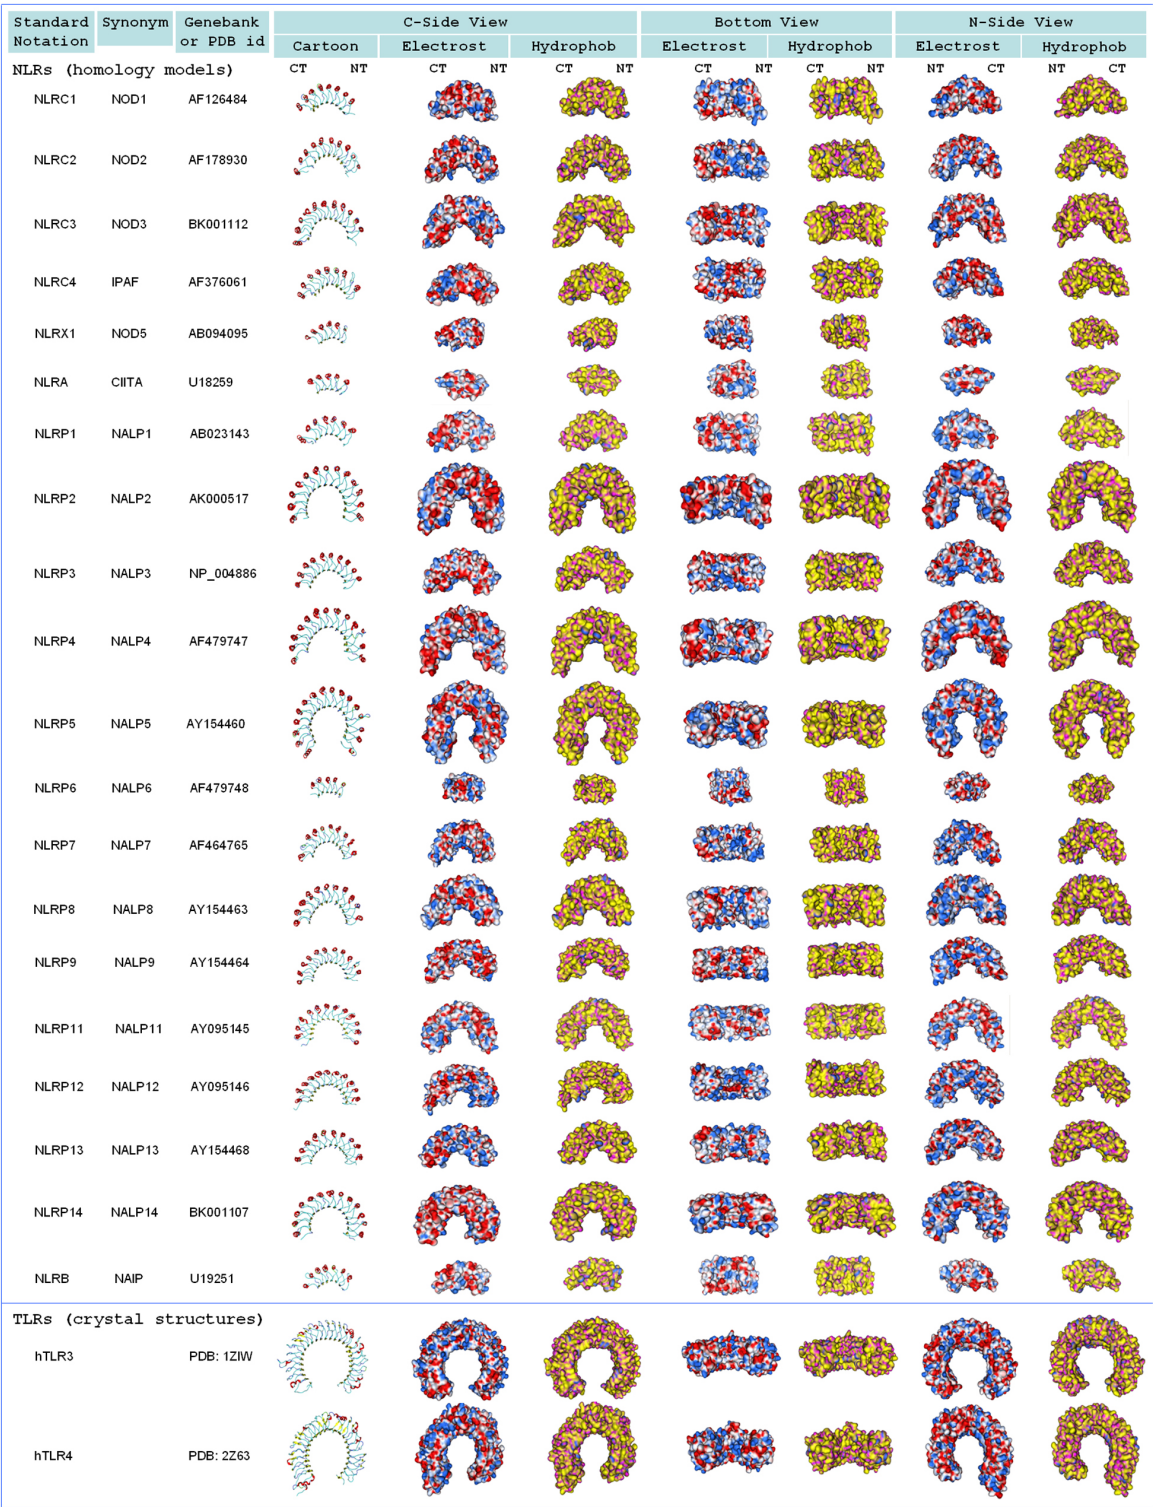 Standard Notation Synonym Genebank or PDB id C-Side View Bottom View N-Side View
Cartoon Electrost Hydrophob Electrost Hydrophob Electrost Hydrophob
NLRs (homology models) CT NT CT NT CT NT CT NT CT NT NT CT NT CT
NLRC1 NOD1 AF126484
NLRC2 NOD2 AF178930
NLRC3 NOD3 BK001112
NLRC4 IPAF AF376061
NLRX1 NOD5 AB094095
NLRA CIITA U18259
NLRP1 NALP1 AB023143
NLRP2 NALP2 AK000517
NLRP3 NALP3 NP_004886
NLRP4 NALP4 AF479747
NLRP5 NALP5 AY154460
NLRP6 NALP6 AF479748
NLRP7 NALP7 AF464765
NLRP8 NALP8 AY154463
NLRP9 NALP9 AY154464
NLRP11 NALP11 AY095145
NLRP12 NALP12 AY095146
NLRP13 NALP13 AY154468
NLRP14 NALP14 BK001107
NLRB NAIP U19251
TLRs (crystal structures)
hTLR3 PDB: 1ZIW
hTLR4 PDB: 2Z63